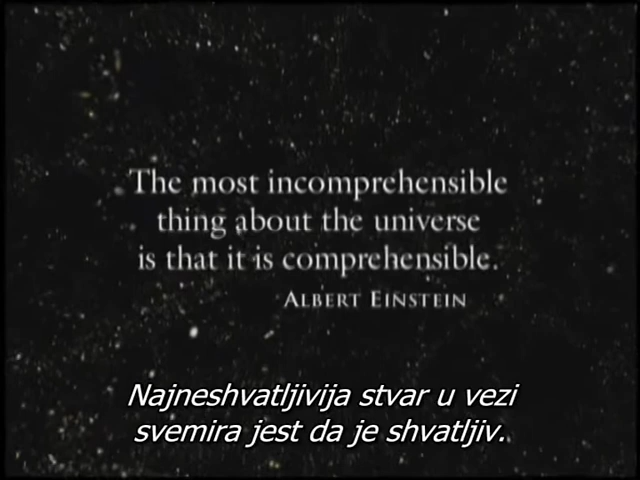 The most incomprehensible
thing about the universe
is that it is comprehensible.
ALBERT EINSTEIN
Najneshvatljivija stvar u vezi
svemira jest da je shvatljiv.